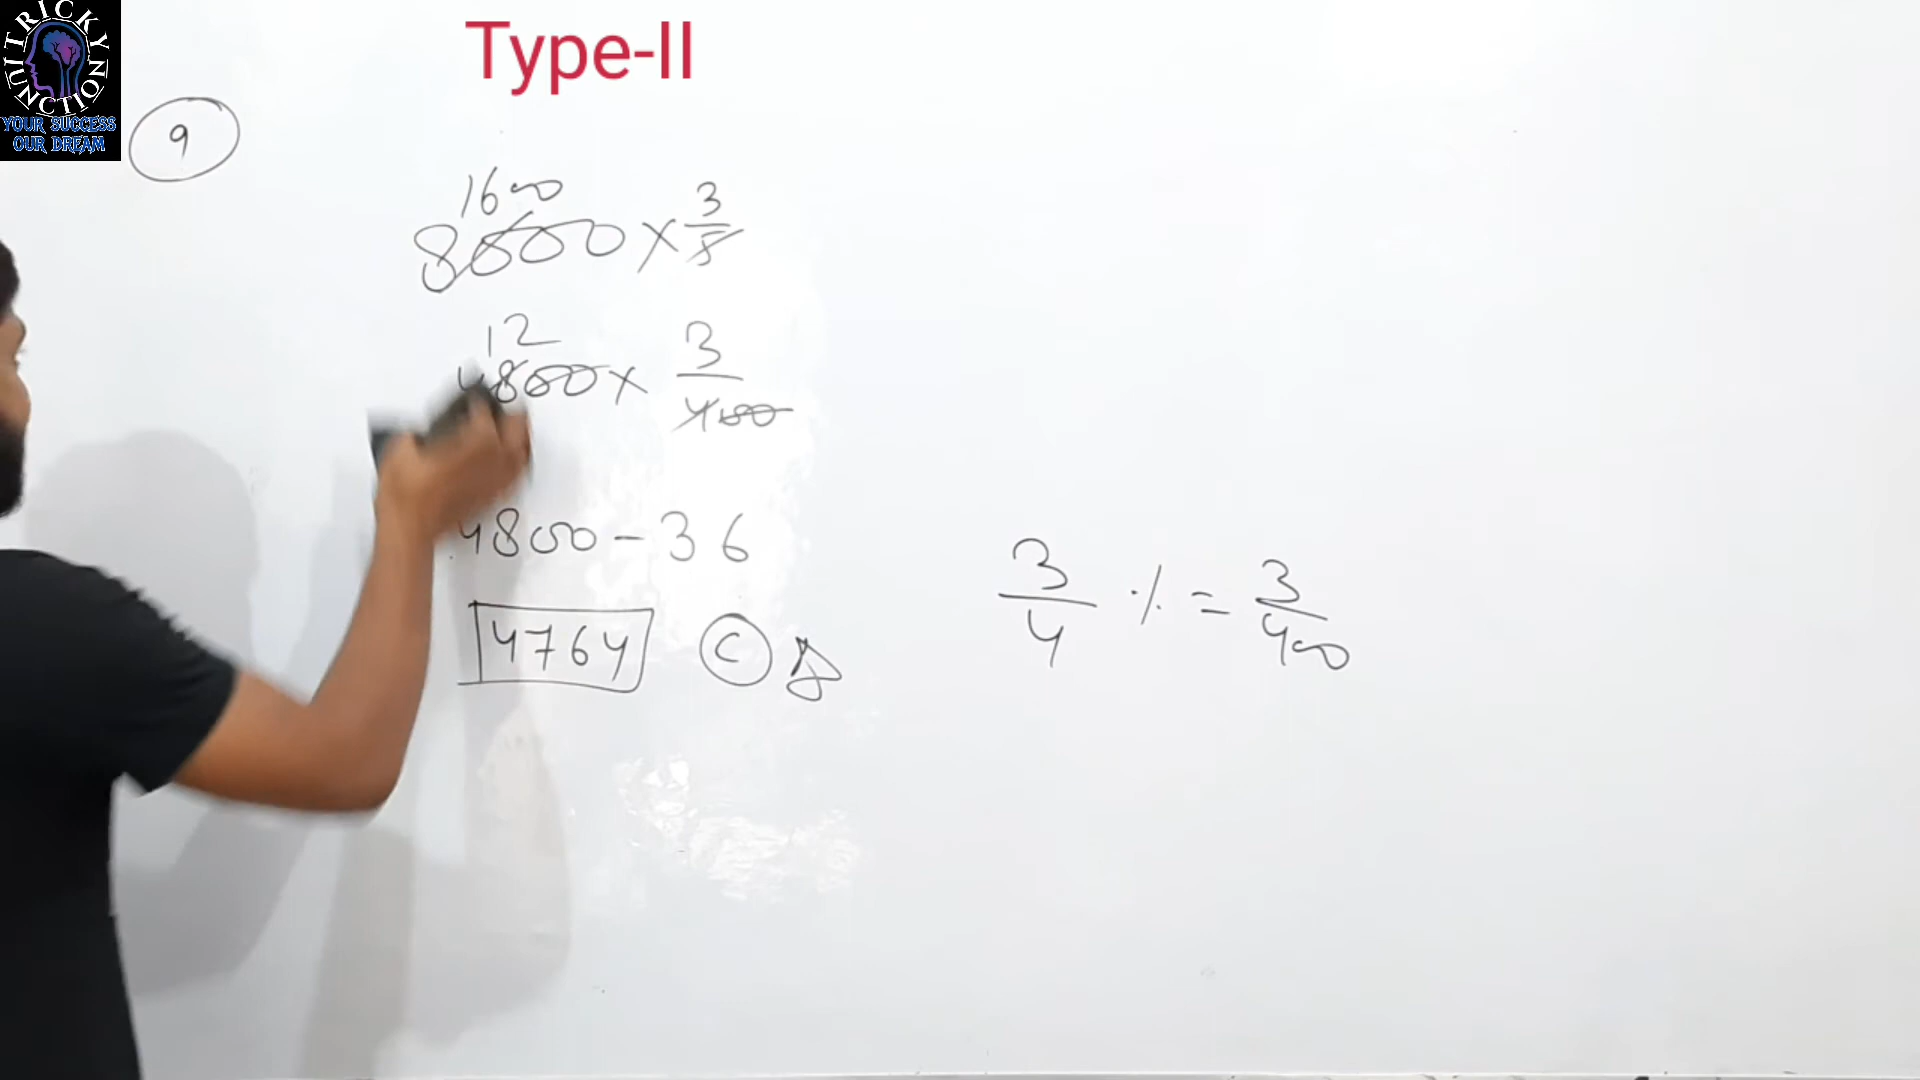 TRICKY
JUNCTION
YOUR SUCCESS
OUR DREAM
Type-II
9
1600
8000 × 3/5
12
4800 × 3/400
4800 - 36
4764 C
3/4 % = 3/400